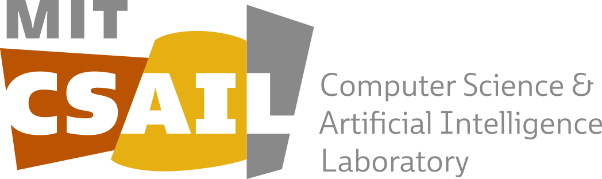 MIT
CSAIL
Computer Science &
Artificial Intelligence
Laboratory